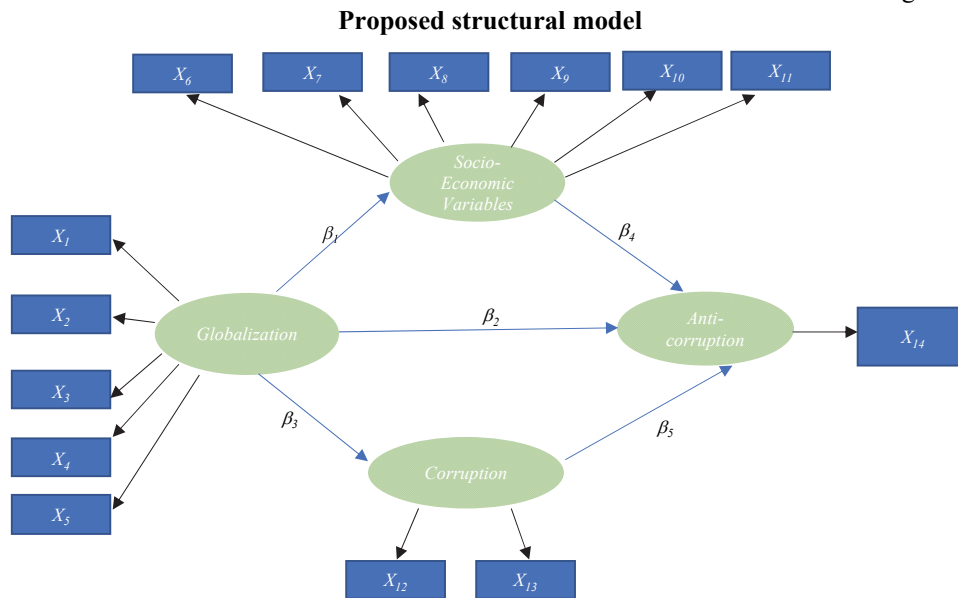 g
Proposed structural model
X6
X7
X8
X9
X10
X11
Socio-
Economic
Variables
X1
β1
β4
X2
Globalization
β2
Anti-
corruption
X14
X3
β3
β5
X4
Corruption
X5
X12
X13